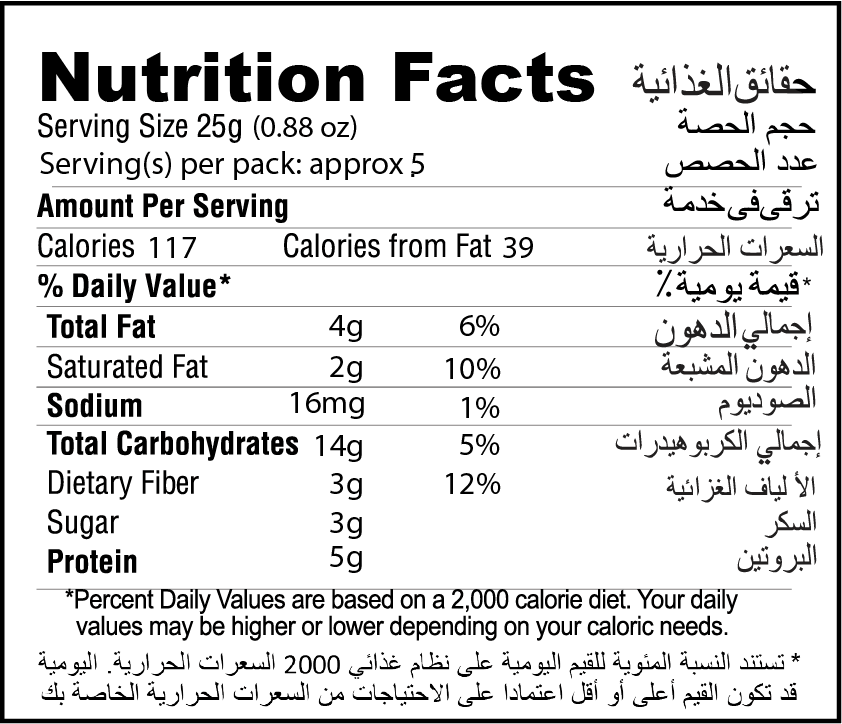 Nutrition Facts حقائق الغذائية
Serving Size 25g (0.88 oz) حجم الحصة
Serving(s) per pack: approx 5 عدد الحصص
Amount Per Serving ترقى فى خدمة
Calories 117 Calories from Fat 39 السعرات الحرارية
% Daily Value* *قيمة يومية٪
Total Fat 4g 6% إجمالي الدهون
Saturated Fat 2g 10% الدهون المشبعة
Sodium 16mg 1% الصوديوم
Total Carbohydrates 14g 5% إجمالي الكربوهيدرات
Dietary Fiber 3g 12% الألياف الغزائية
Sugar 3g السكر
Protein 5g البروتين
*Percent Daily Values are based on a 2,000 calorie diet. Your daily
values may be higher or lower depending on your caloric needs.
* تستند النسبة المئوية للقيم اليومية على نظام غذائي 2000 السعرات الحرارية. اليومية
قد تكون القيم أعلى أو أقل اعتمادا على الاحتياجات من السعرات الحرارية الخاصة بك